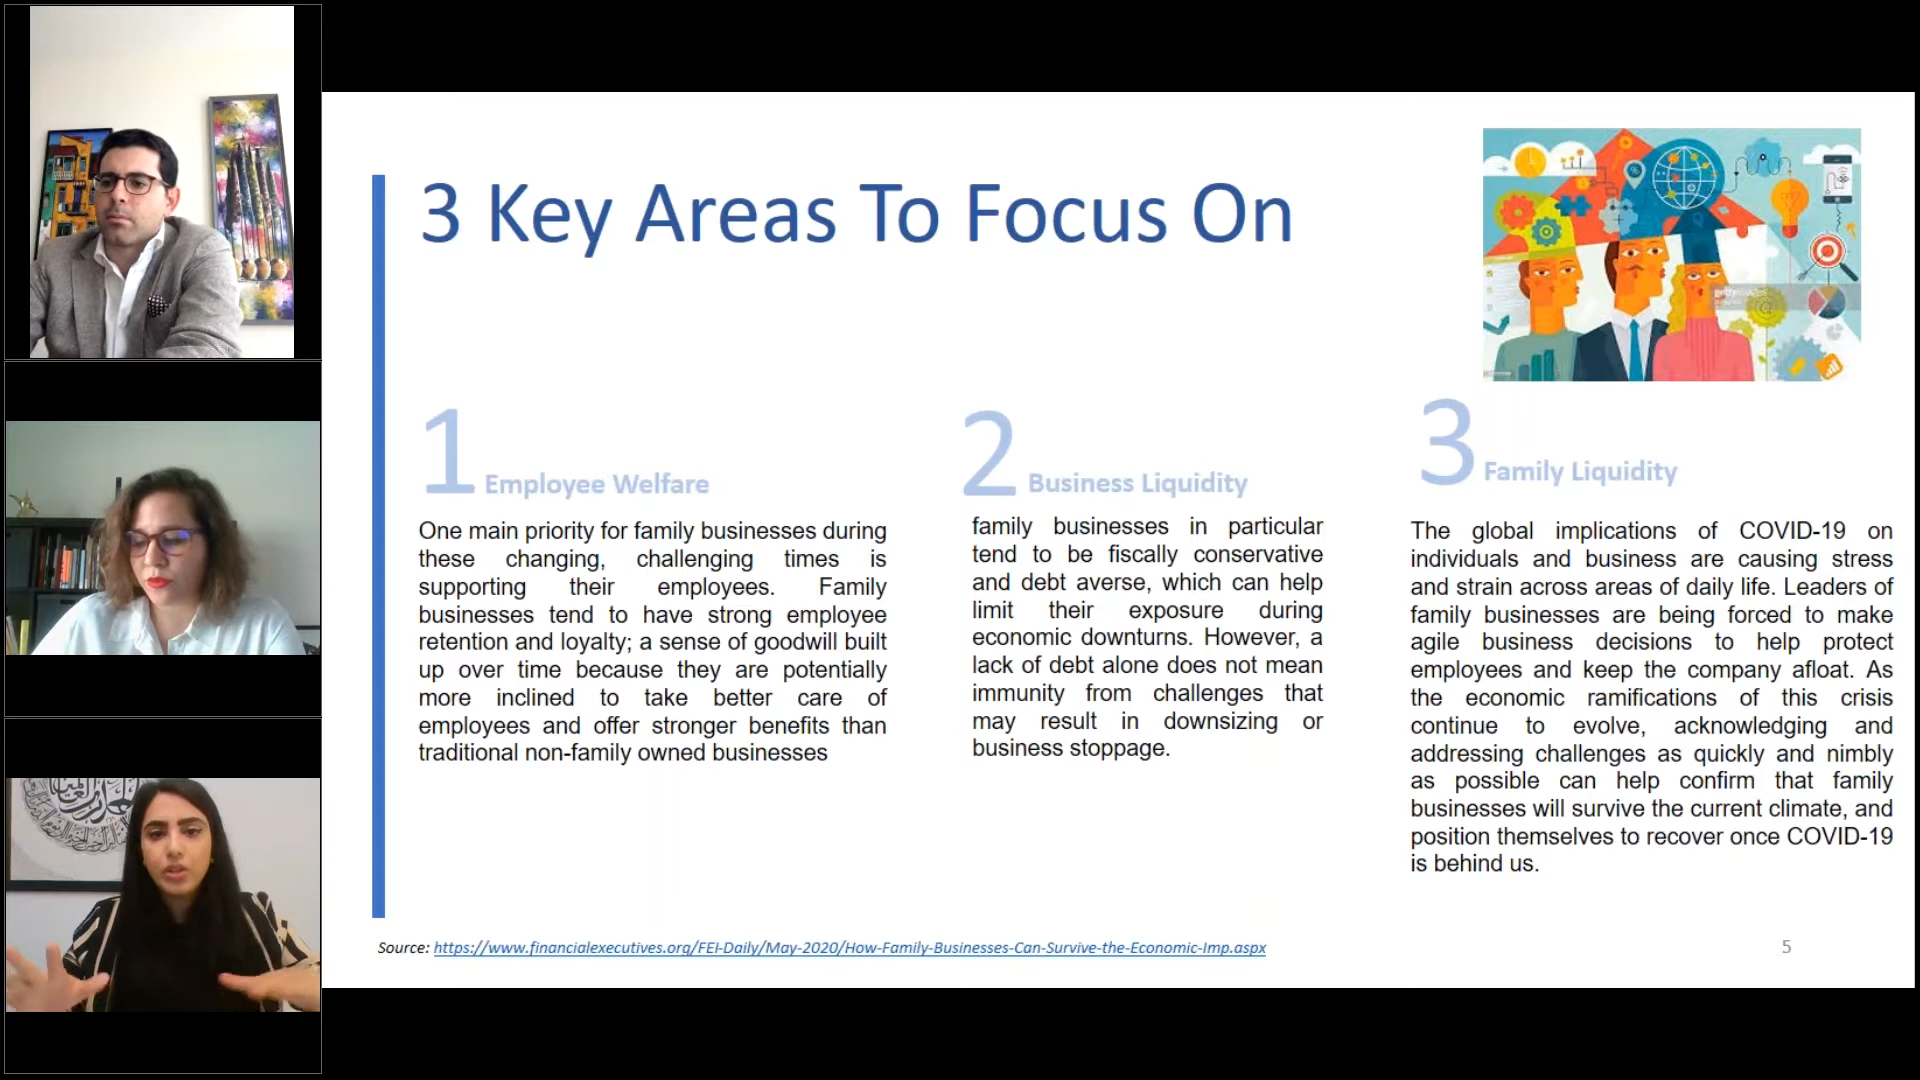 3 Key Areas To Focus On
1 Employee Welfare
One main priority for family businesses during
these changing, challenging times is
supporting their employees. Family
businesses tend to have strong employee
retention and loyalty; a sense of goodwill built
up over time because they are potentially
more inclined to take better care of
employees and offer stronger benefits than
traditional non-family owned businesses
2 Business Liquidity
family businesses in particular
tend to be fiscally conservative
and debt averse, which can help
limit their exposure during
economic downturns. However, a
lack of debt alone does not mean
immunity from challenges that
may result in downsizing or
business stoppage.
3 Family Liquidity
The global implications of COVID-19 on
individuals and business are causing stress
and strain across areas of daily life. Leaders of
family businesses are being forced to make
agile business decisions to help protect
employees and keep the company afloat. As
the economic ramifications of this crisis
continue to evolve, acknowledging and
addressing challenges as quickly and nimbly
as possible can help confirm that family
businesses will survive the current climate, and
position themselves to recover once COVID-19
is behind us.
Source: https://www.financialexecutives.org/FEI-Daily/May-2020/How-Family-Businesses-Can-Survive-the-Economic-Imp.aspx
5